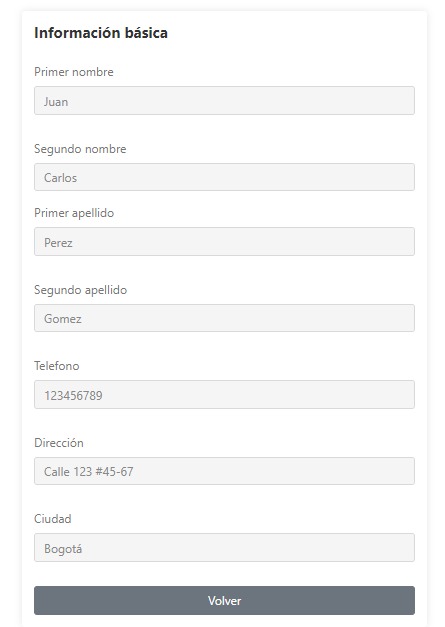 Información básica
Primer nombre
Juan
Segundo nombre
Carlos
Primer apellido
Perez
Segundo apellido
Gomez
Telefono
123456789
Dirección
Calle 123 #45-67
Ciudad
Bogotá
Volver